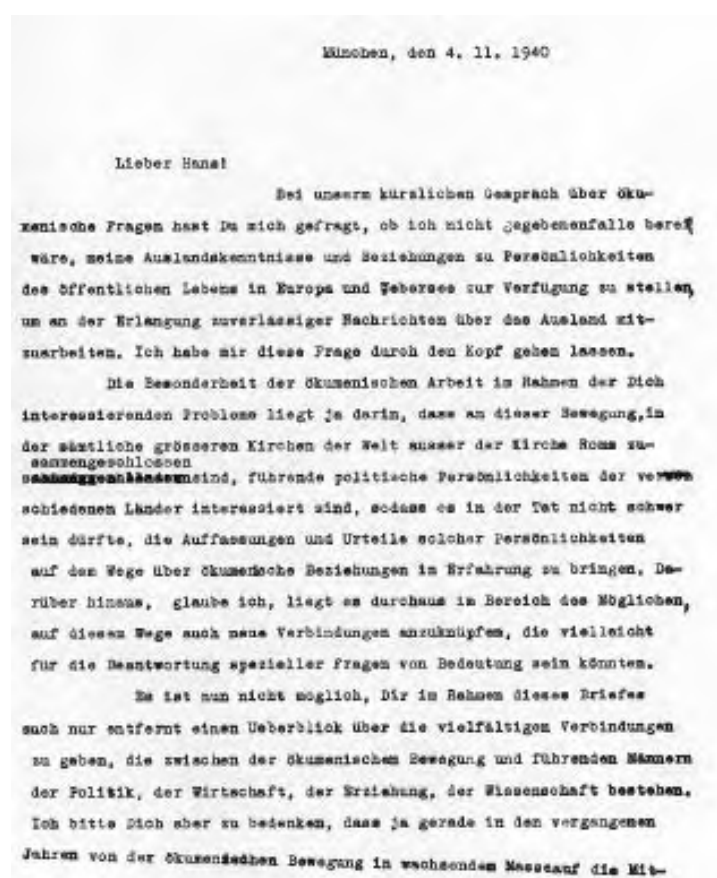 München, den 4. 11. 1940
Lieber Hans!
Bei unserm kürzlichen Gespräch über öku-
menische Fragen hast Du mich gefragt, ob ich nicht gegebenenfalls bereit
wäre, meine Auslandskenntnisse und Beziehungen zu Persönlichkeiten
des öffentlichen Lebens in Europa und Uebersee zur Verfügung zu stellen,
um an der Erlangung zuverlässiger Nachrichten über das Ausland mit-
zuarbeiten. Ich habe mir diese Frage durch den Kopf gehen lassen.
Die Besonderheit der ökumenischen Arbeit im Rahmen der Dich
interessierenden Probleme liegt ja darin, dass an dieser Bewegung,in
der sämtliche grösseren Kirchen der Welt ausser der Kirche Roms zu-
sammengeschlossen
sind, führende politische Persönlichkeiten der ver
schiedenen Länder interessiert sind, sodass es in der Tat nicht schwer
sein dürfte, die Auffassungen und Urteile solcher Persönlichkeiten
auf dem Wege über ökumenische Beziehungen in Erfahrung zu bringen. Da-
rüber hinaus, glaube ich, liegt es durchaus im Bereich des Möglichen,
auf diesem Wege auch neue Verbindungen anzuknüpfen, die vielleicht
für die Beantwortung spezieller Fragen von Bedeutung sein könnten.
Es ist nun nicht möglich, Dir im Rahmen dieses Briefes
auch nur entfernt einen Ueberblick über die vielfältigen Verbindungen
zu geben, die zwischen der ökumenischen Bewegung und führenden Männern
der Politik, der Wirtschaft, der Erziehung, der Wissenschaft bestehen.
Ich bitte Dich aber zu bedenken, dass ja gerade in den vergangenen
Jahren von der ökumenischen Bewegung in wachsendem Masseauf die Mit-